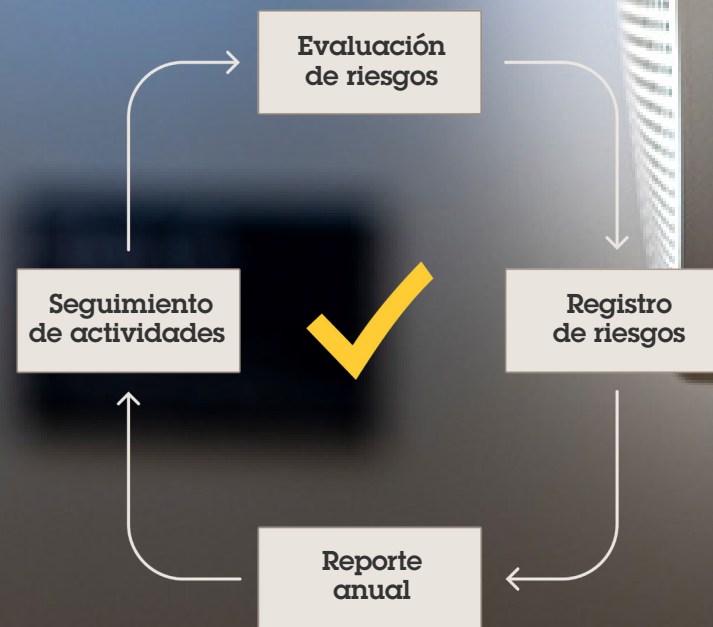 Evaluación
de riesgos
Seguimiento
de actividades
Registro
de riesgos
Reporte
anual